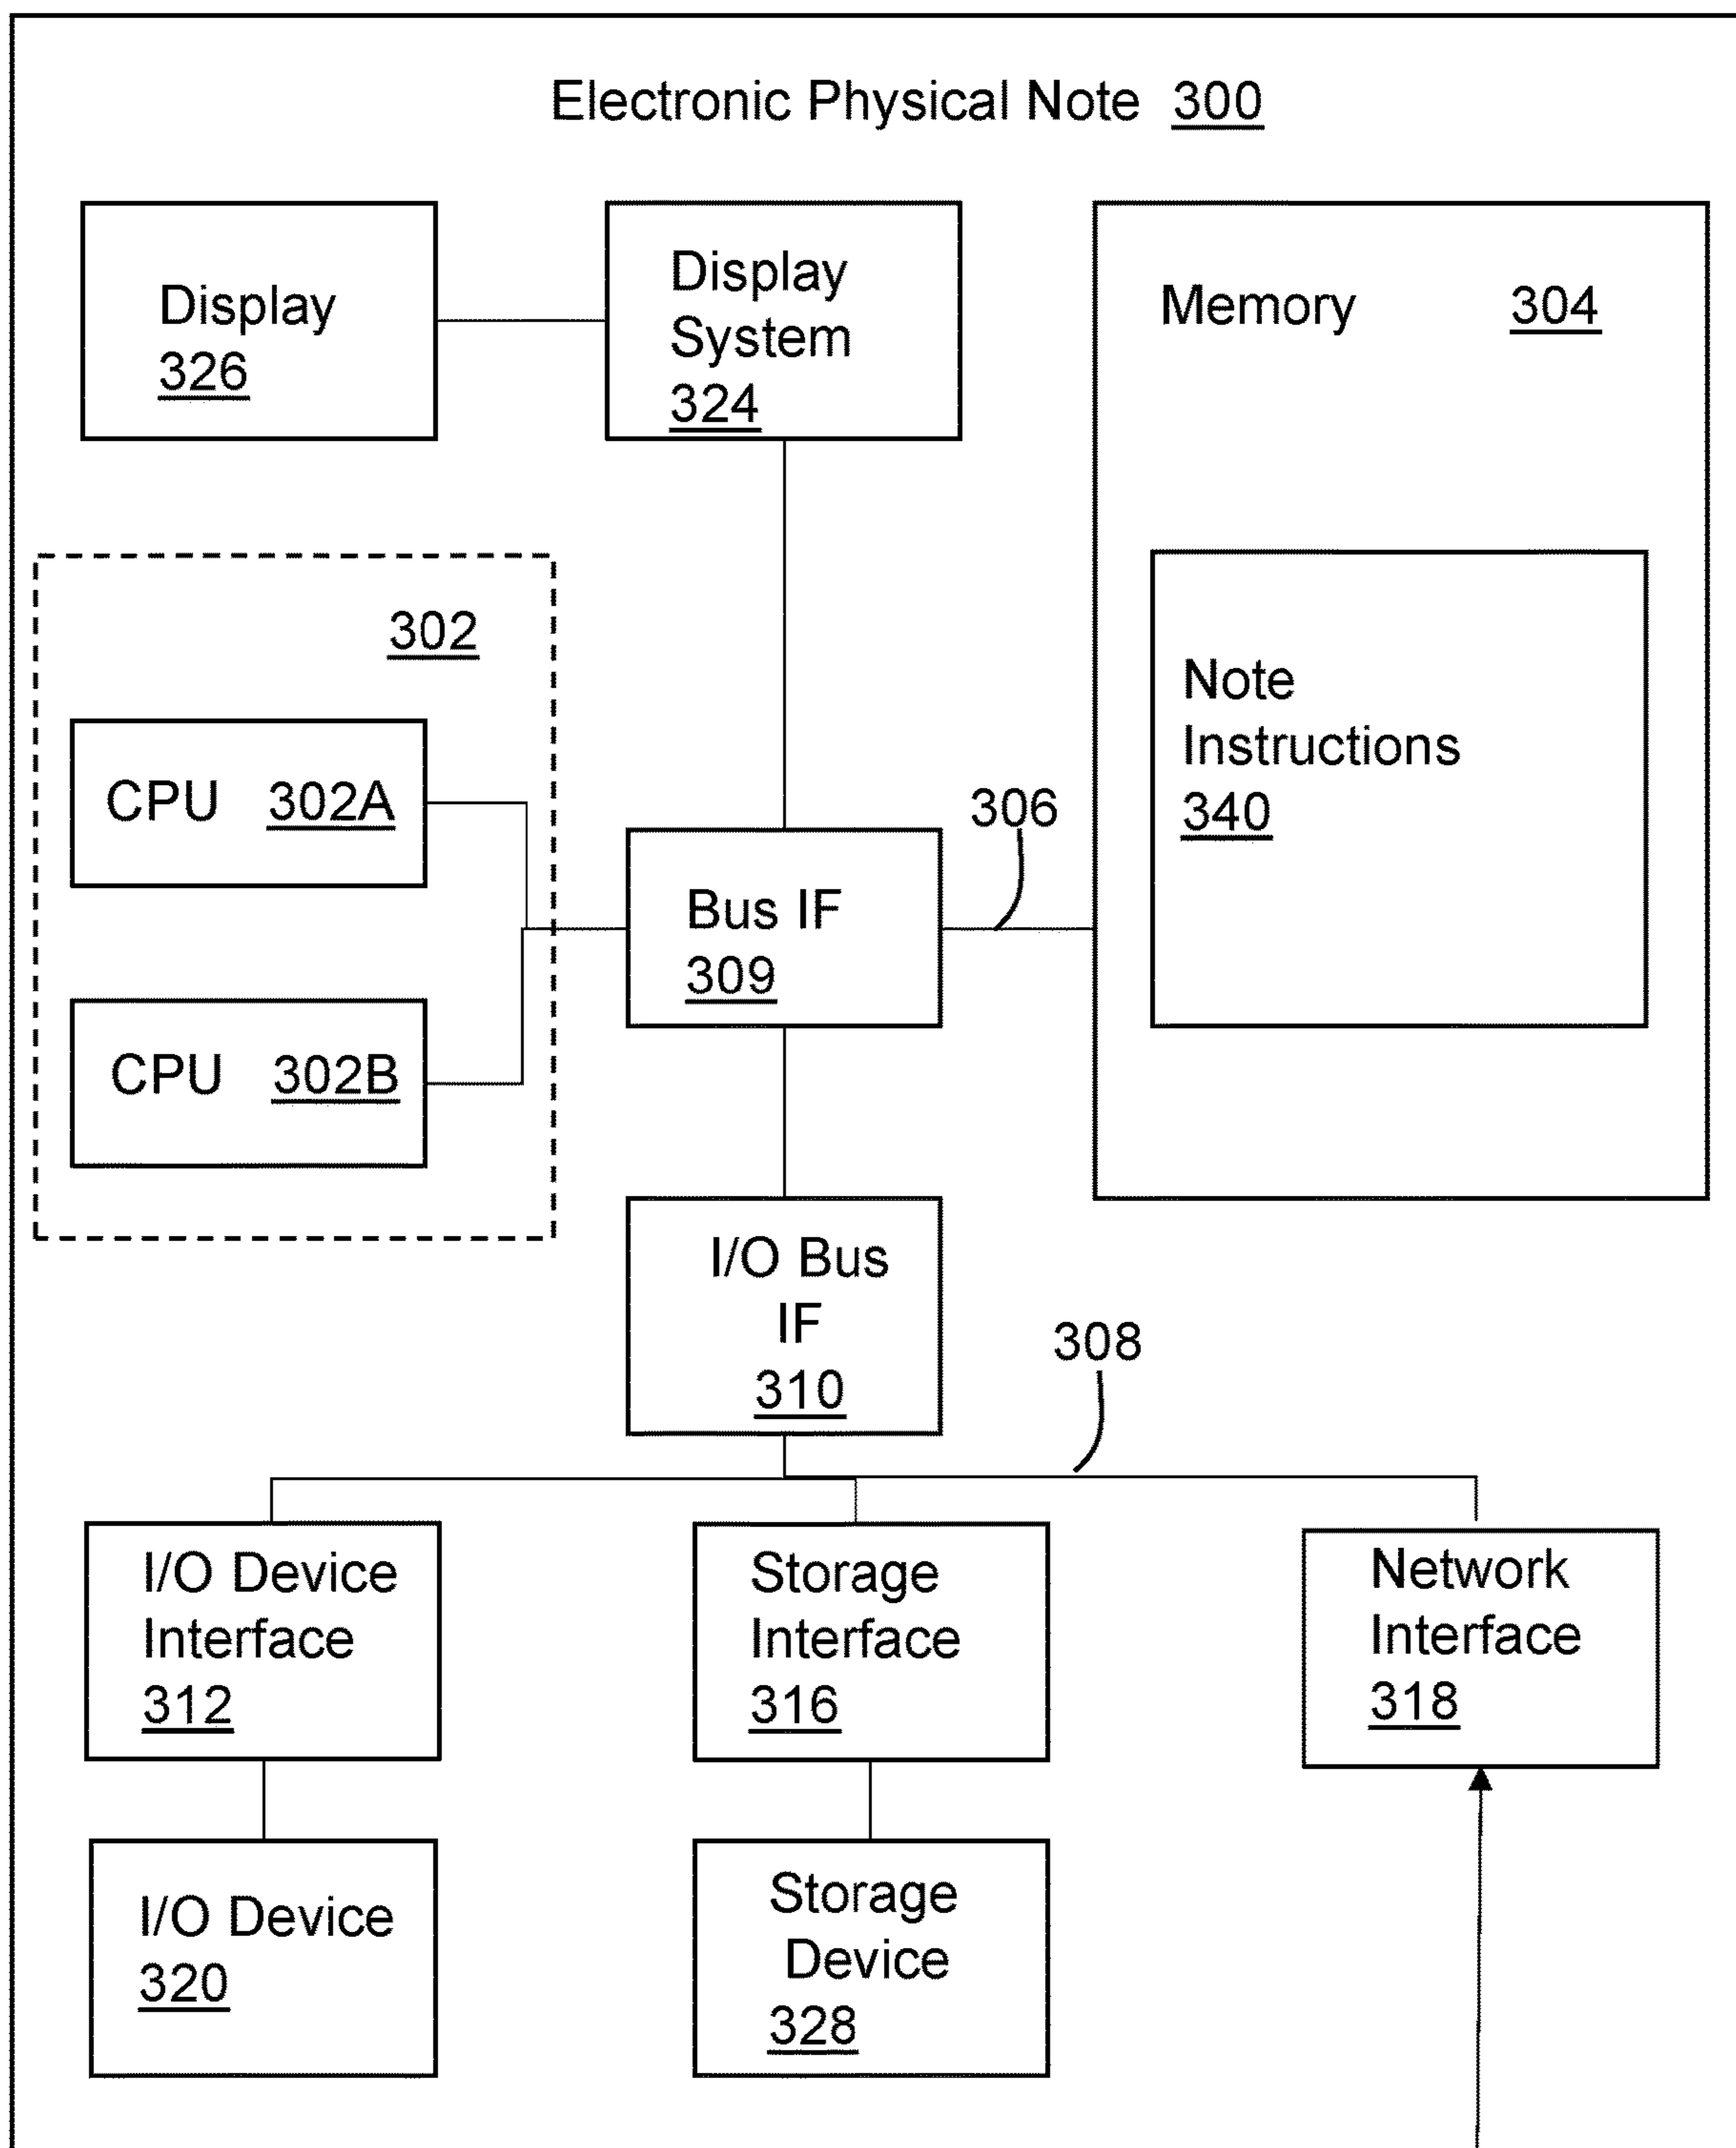 Electronic Physical Note 300
Display
326
Display
System
324
Memory 304
302
Note
Instructions
340
CPU 302A
306
Bus IF
309
CPU 302B
I/O Bus
IF
310
308
I/O Device
Interface
312
Storage
Interface
316
Network
Interface
318
I/O Device
320
Storage
Device
328